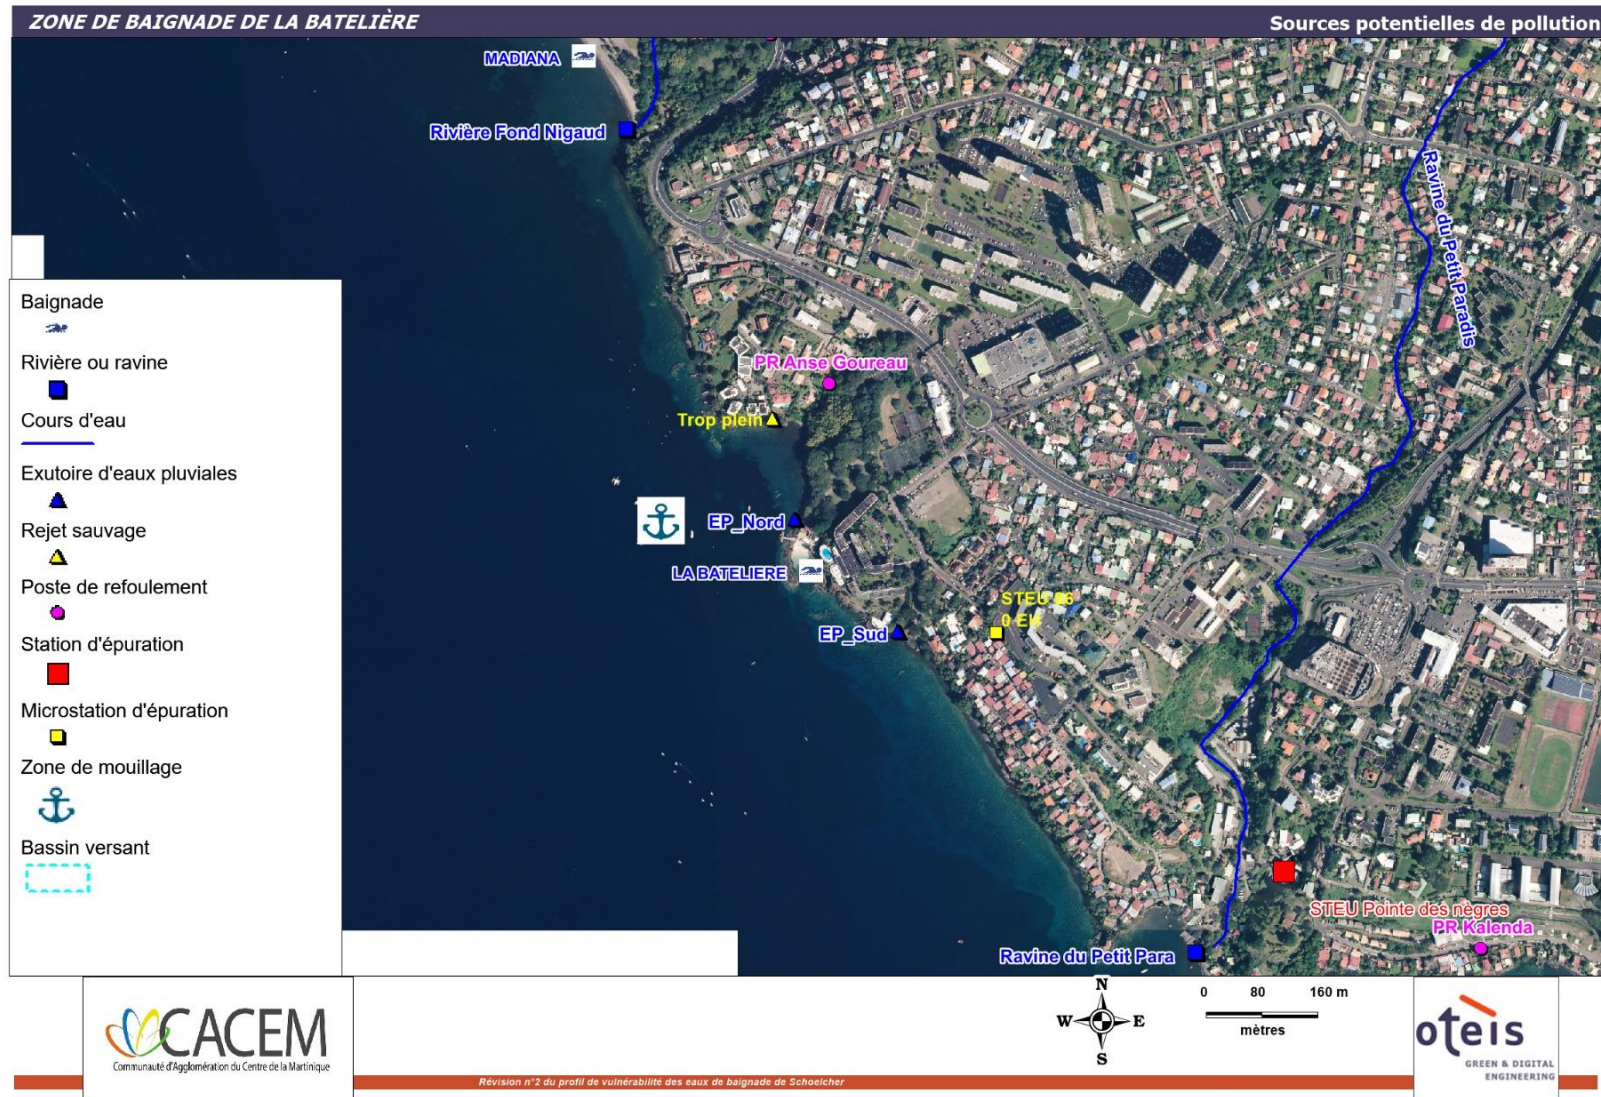 ZONE DE BAIGNADE DE LA BATELIÈRE
Sources potentielles de pollution
MADIANA
Rivière Fond Nigaud
Ravine du Petit Paradis
Baignade
Rivière ou ravine
Cours d'eau
Exutoire d'eaux pluviales
Rejet sauvage
Poste de refoulement
Station d'épuration
Microstation d'épuration
Zone de mouillage
Bassin versant
PR Anse Goureau
Trop plein
EP_Nord
LA BATELIERE
EP_Sud
0 EH
STEU Pointe des nègres
PR Kalenda
Ravine du Petit Para
N
W
E
S
0 80 160 m
mètres
CACEM
Communauté d'Agglomération du Centre de la Martinique
oteis
GREEN & DIGITAL
ENGINEERING
Révision n°2 du profil de vulnérabilité des eaux de baignade de Schoelcher